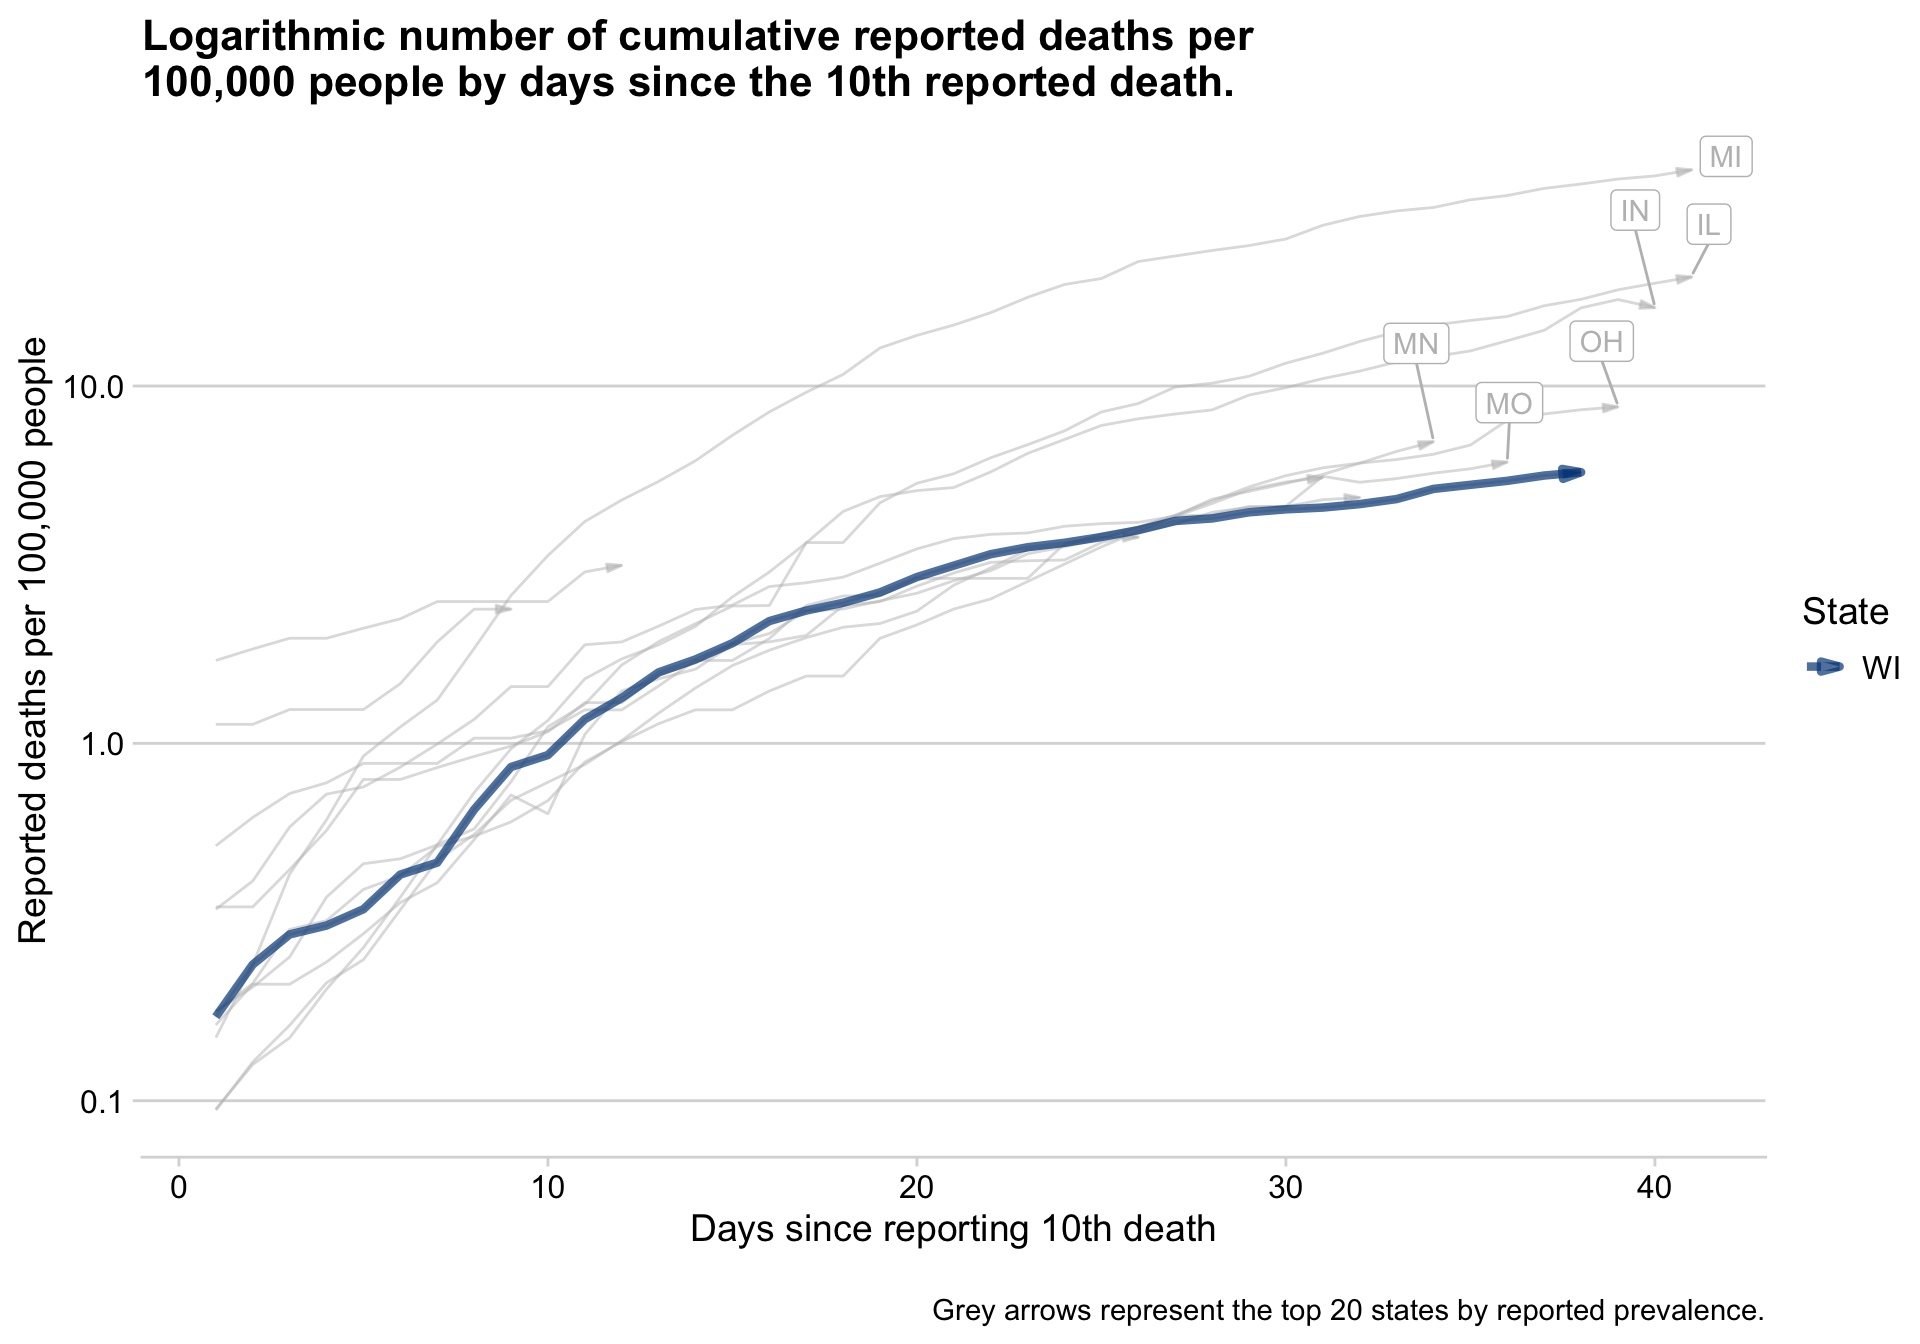 Logarithmic number of cumulative reported deaths per
100,000 people by days since the 10th reported death.
Reported deaths per 100,000 people
10.0
1.0
0.1
MI
IN
IL
MN
OH
MO
State
WI
0
10
20
30
40
Days since reporting 10th death
Grey arrows represent the top 20 states by reported prevalence.